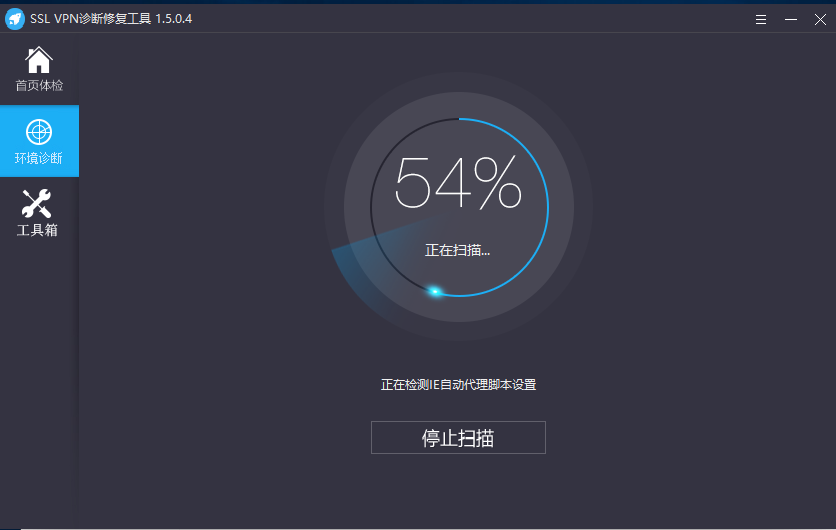 SSL VPN诊断修复工具 1.5.0.4
首页体检
环境诊断
工具箱
54%
正在扫描...
正在检测IE自动代理脚本设置
停止扫描